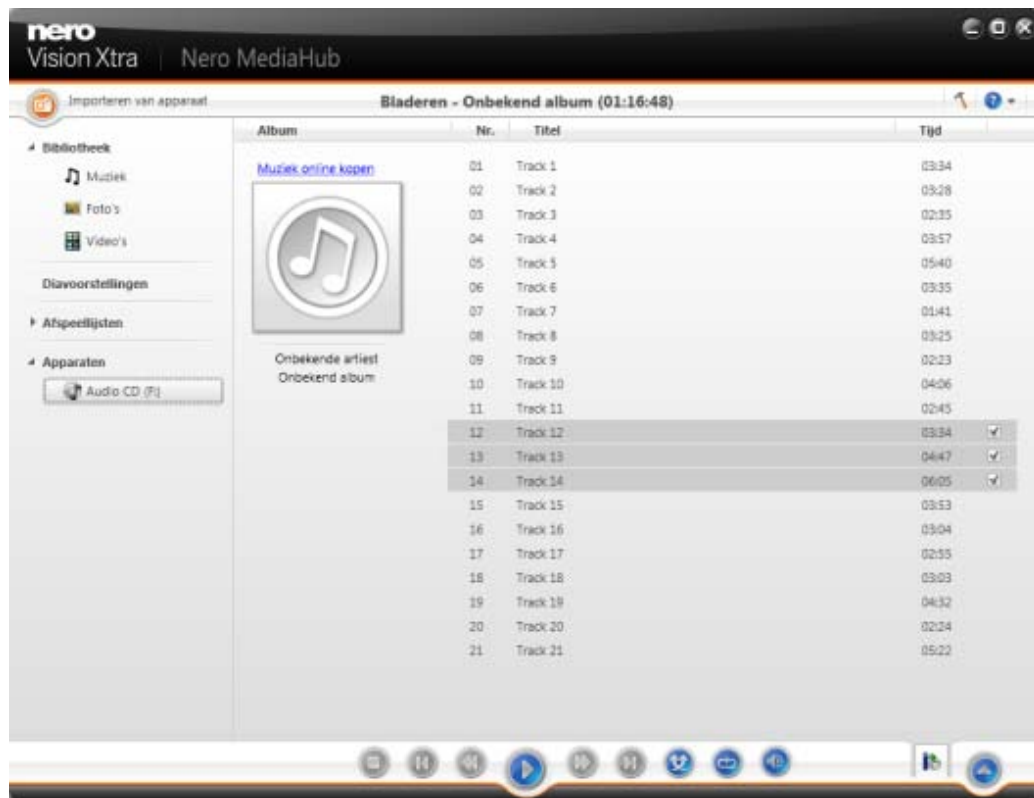 nero
Vision Xtra | Nero MediaHub
Importeren van apparaat
Bladeren - Onbekend album (01:16:48)
Bibliotheek
Muziek
Foto's
Video's
Diavoorstellingen
Afspeellijsten
Apparaten
Audio CD (F:)
Album Nr. Titel Tijd
Muziek online kopen
Onbekende artiest
Onbekend album
01 Track 1 03:34
02 Track 2 03:28
03 Track 3 02:35
04 Track 4 03:57
05 Track 5 05:40
06 Track 6 03:35
07 Track 7 01:41
08 Track 8 03:25
09 Track 9 02:23
10 Track 10 04:06
11 Track 11 02:45
12 Track 12 03:34
13 Track 13 04:47
14 Track 14 06:05
15 Track 15 03:53
16 Track 16 03:04
17 Track 17 02:55
18 Track 18 03:03
19 Track 19 04:32
20 Track 20 02:24
21 Track 21 05:22